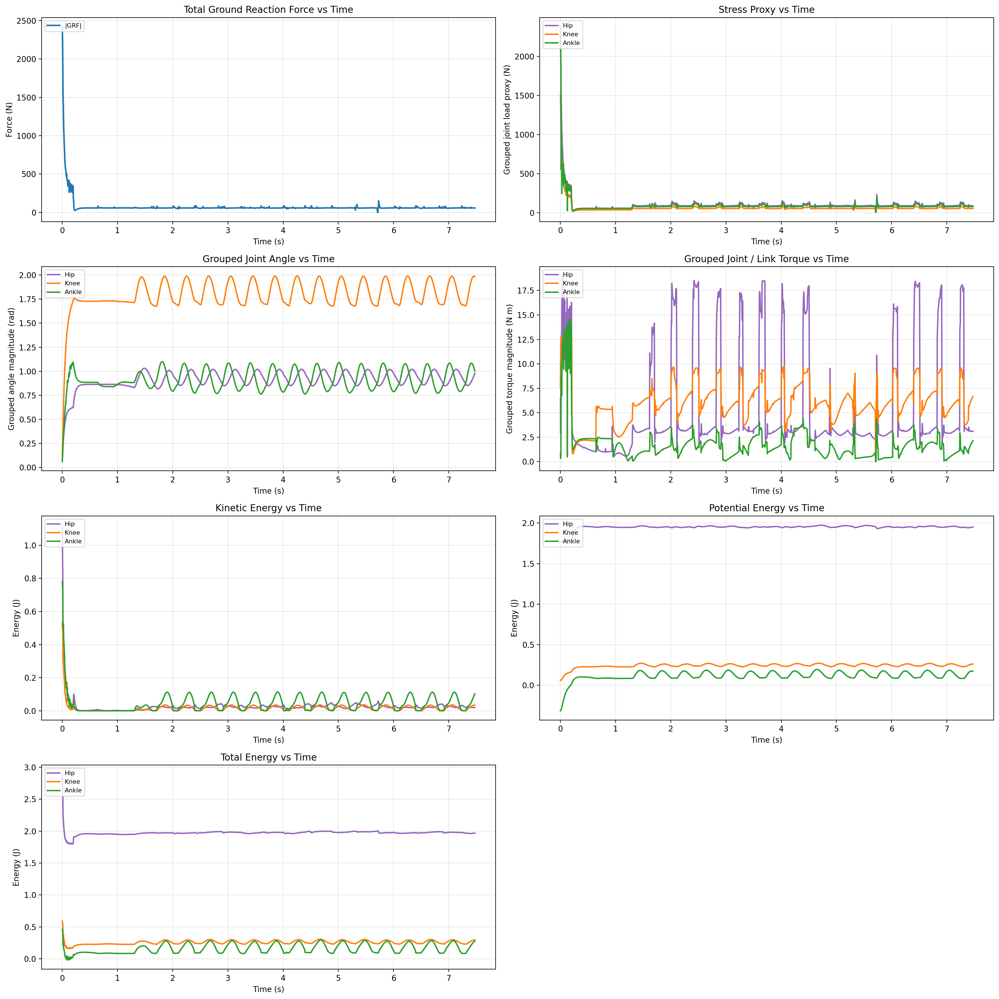 Total Ground Reaction Force vs Time
|GRF|
Force (N)
2500
2000
1500
1000
500
0
0 1 2 3 4 5 6 7
Time (s)
Stress Proxy vs Time
Hip
Knee
Ankle
Grouped joint load proxy (N)
2000
1500
1000
500
0
0 1 2 3 4 5 6 7
Time (s)
Grouped Joint Angle vs Time
Hip
Knee
Ankle
Grouped angle magnitude (rad)
2.00
1.75
1.50
1.25
1.00
0.75
0.50
0.25
0.00
0 1 2 3 4 5 6 7
Time (s)
Grouped Joint / Link Torque vs Time
Hip
Knee
Ankle
Grouped torque magnitude (N m)
17.5
15.0
12.5
10.0
7.5
5.0
2.5
0.0
0 1 2 3 4 5 6 7
Time (s)
Kinetic Energy vs Time
Hip
Knee
Ankle
Energy (J)
1.0
0.8
0.6
0.4
0.2
0.0
0 1 2 3 4 5 6 7
Time (s)
Potential Energy vs Time
Hip
Knee
Ankle
Energy (J)
2.0
1.5
1.0
0.5
0.0
0 1 2 3 4 5 6 7
Time (s)
Total Energy vs Time
Hip
Knee
Ankle
Energy (J)
3.0
2.5
2.0
1.5
1.0
0.5
0.0
0 1 2 3 4 5 6 7
Time (s)